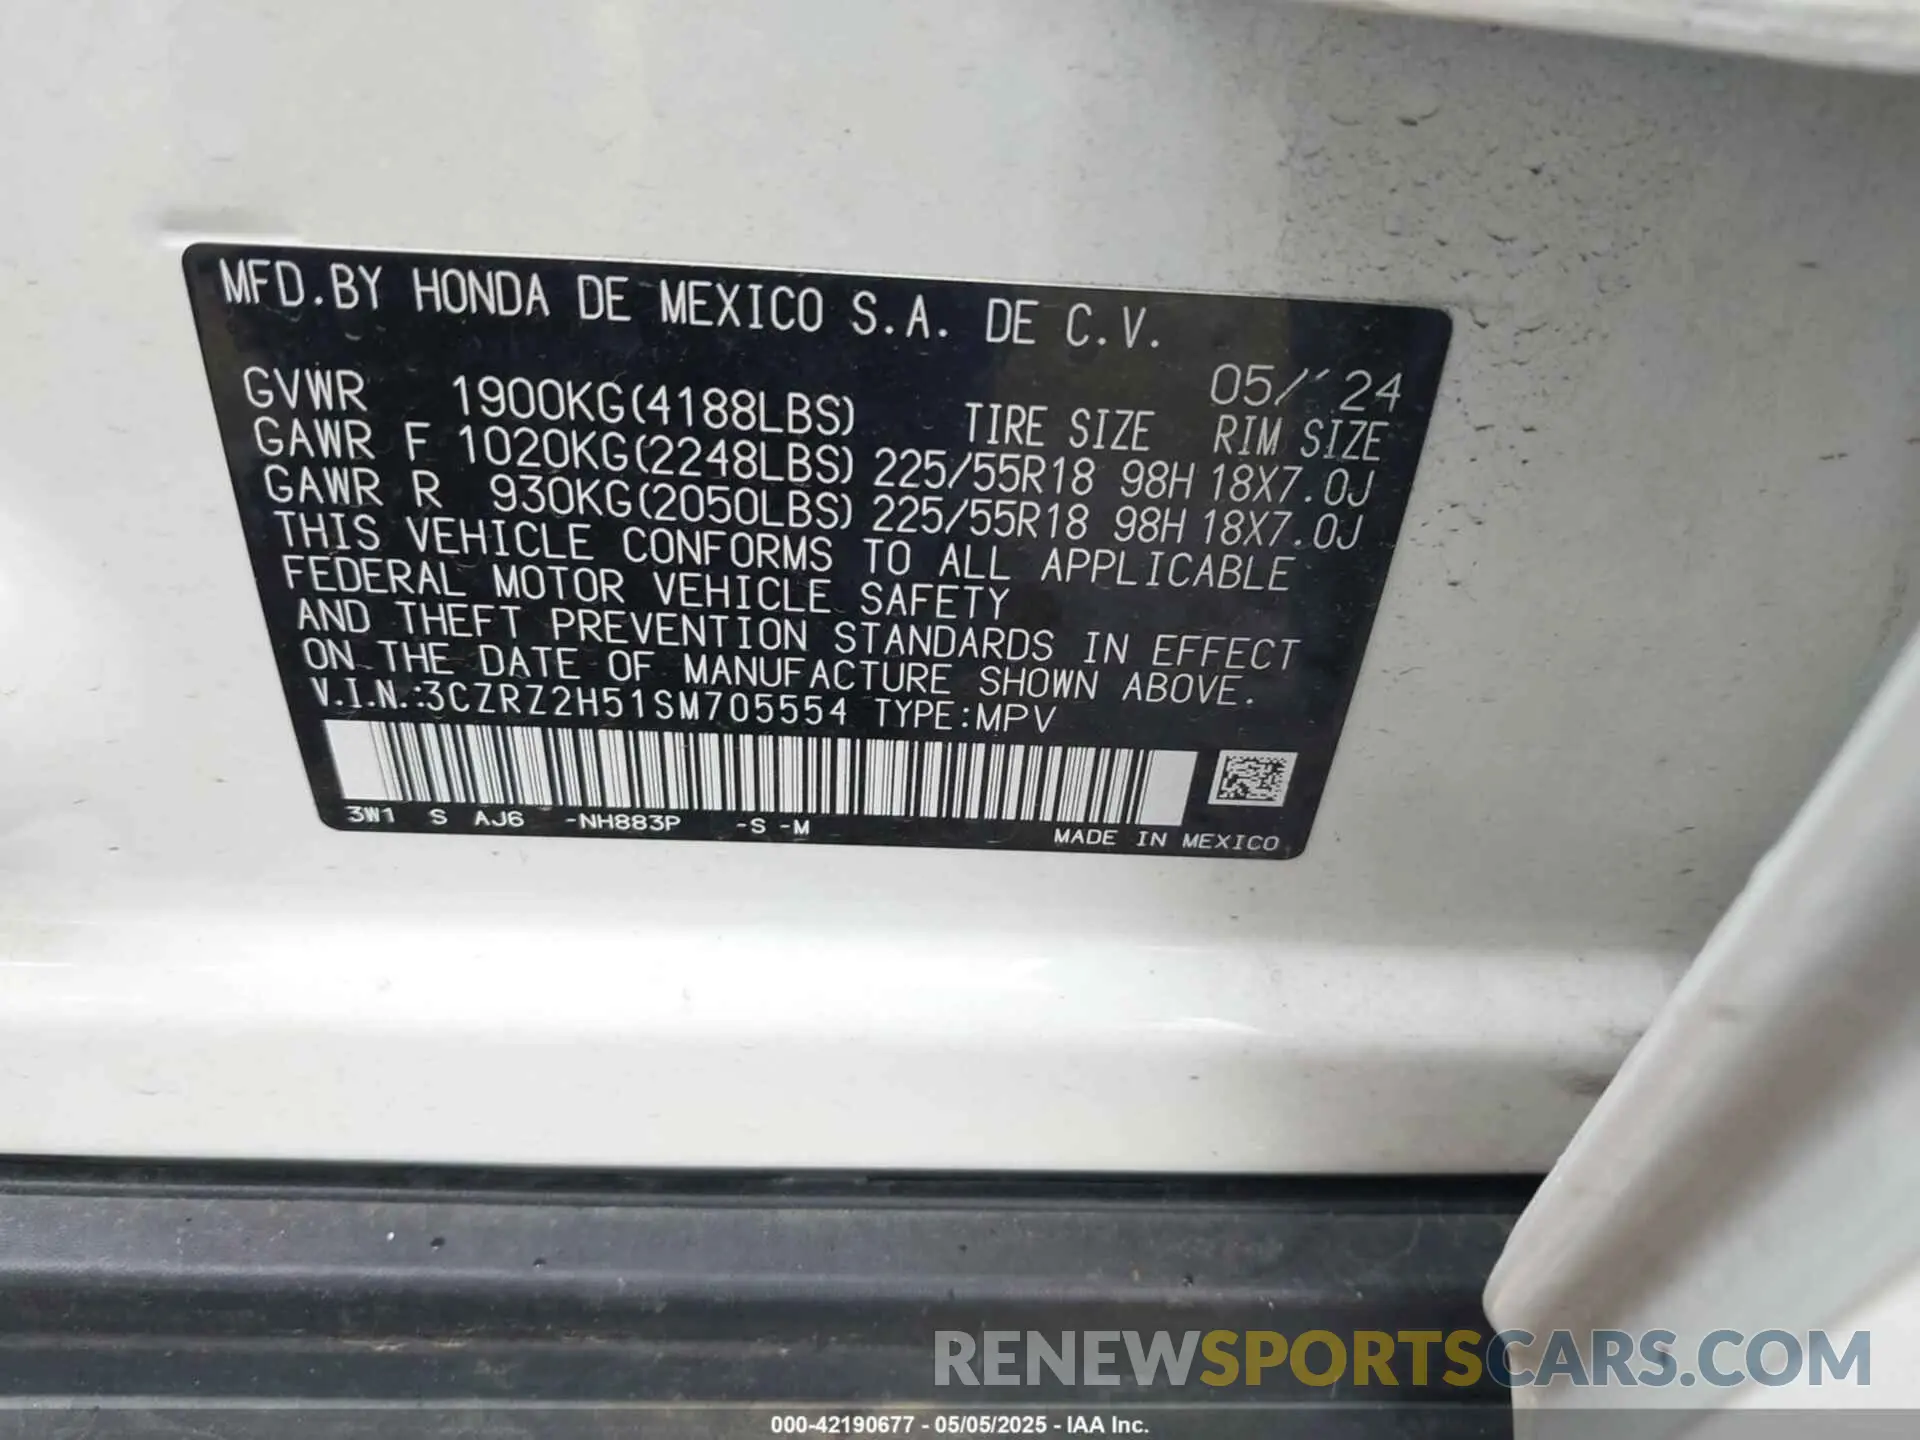 MFD.BY HONDA DE MEXICO S.A. DE C.V.
05/'24
GVWR 1900KG(4188LBS) TIRE SIZE RIM SIZE
GAWR F 1020KG(2248LBS) 225/55R18 98H 18X7.0J
GAWR R 930KG(2050LBS) 225/55R18 98H 18X7.0J
THIS VEHICLE CONFORMS TO ALL APPLICABLE
FEDERAL MOTOR VEHICLE SAFETY
AND THEFT PREVENTION STANDARDS IN EFFECT
ON THE DATE OF MANUFACTURE SHOWN ABOVE.
V.I.N.:3CZRZ2H51SM705554 TYPE:MPV
3W1 S AJ6 -NH883P -S -M
MADE IN MEXICO
RENEWSPORTSCARS.COM
000-42190677 - 05/05/2025 - IAA Inc.